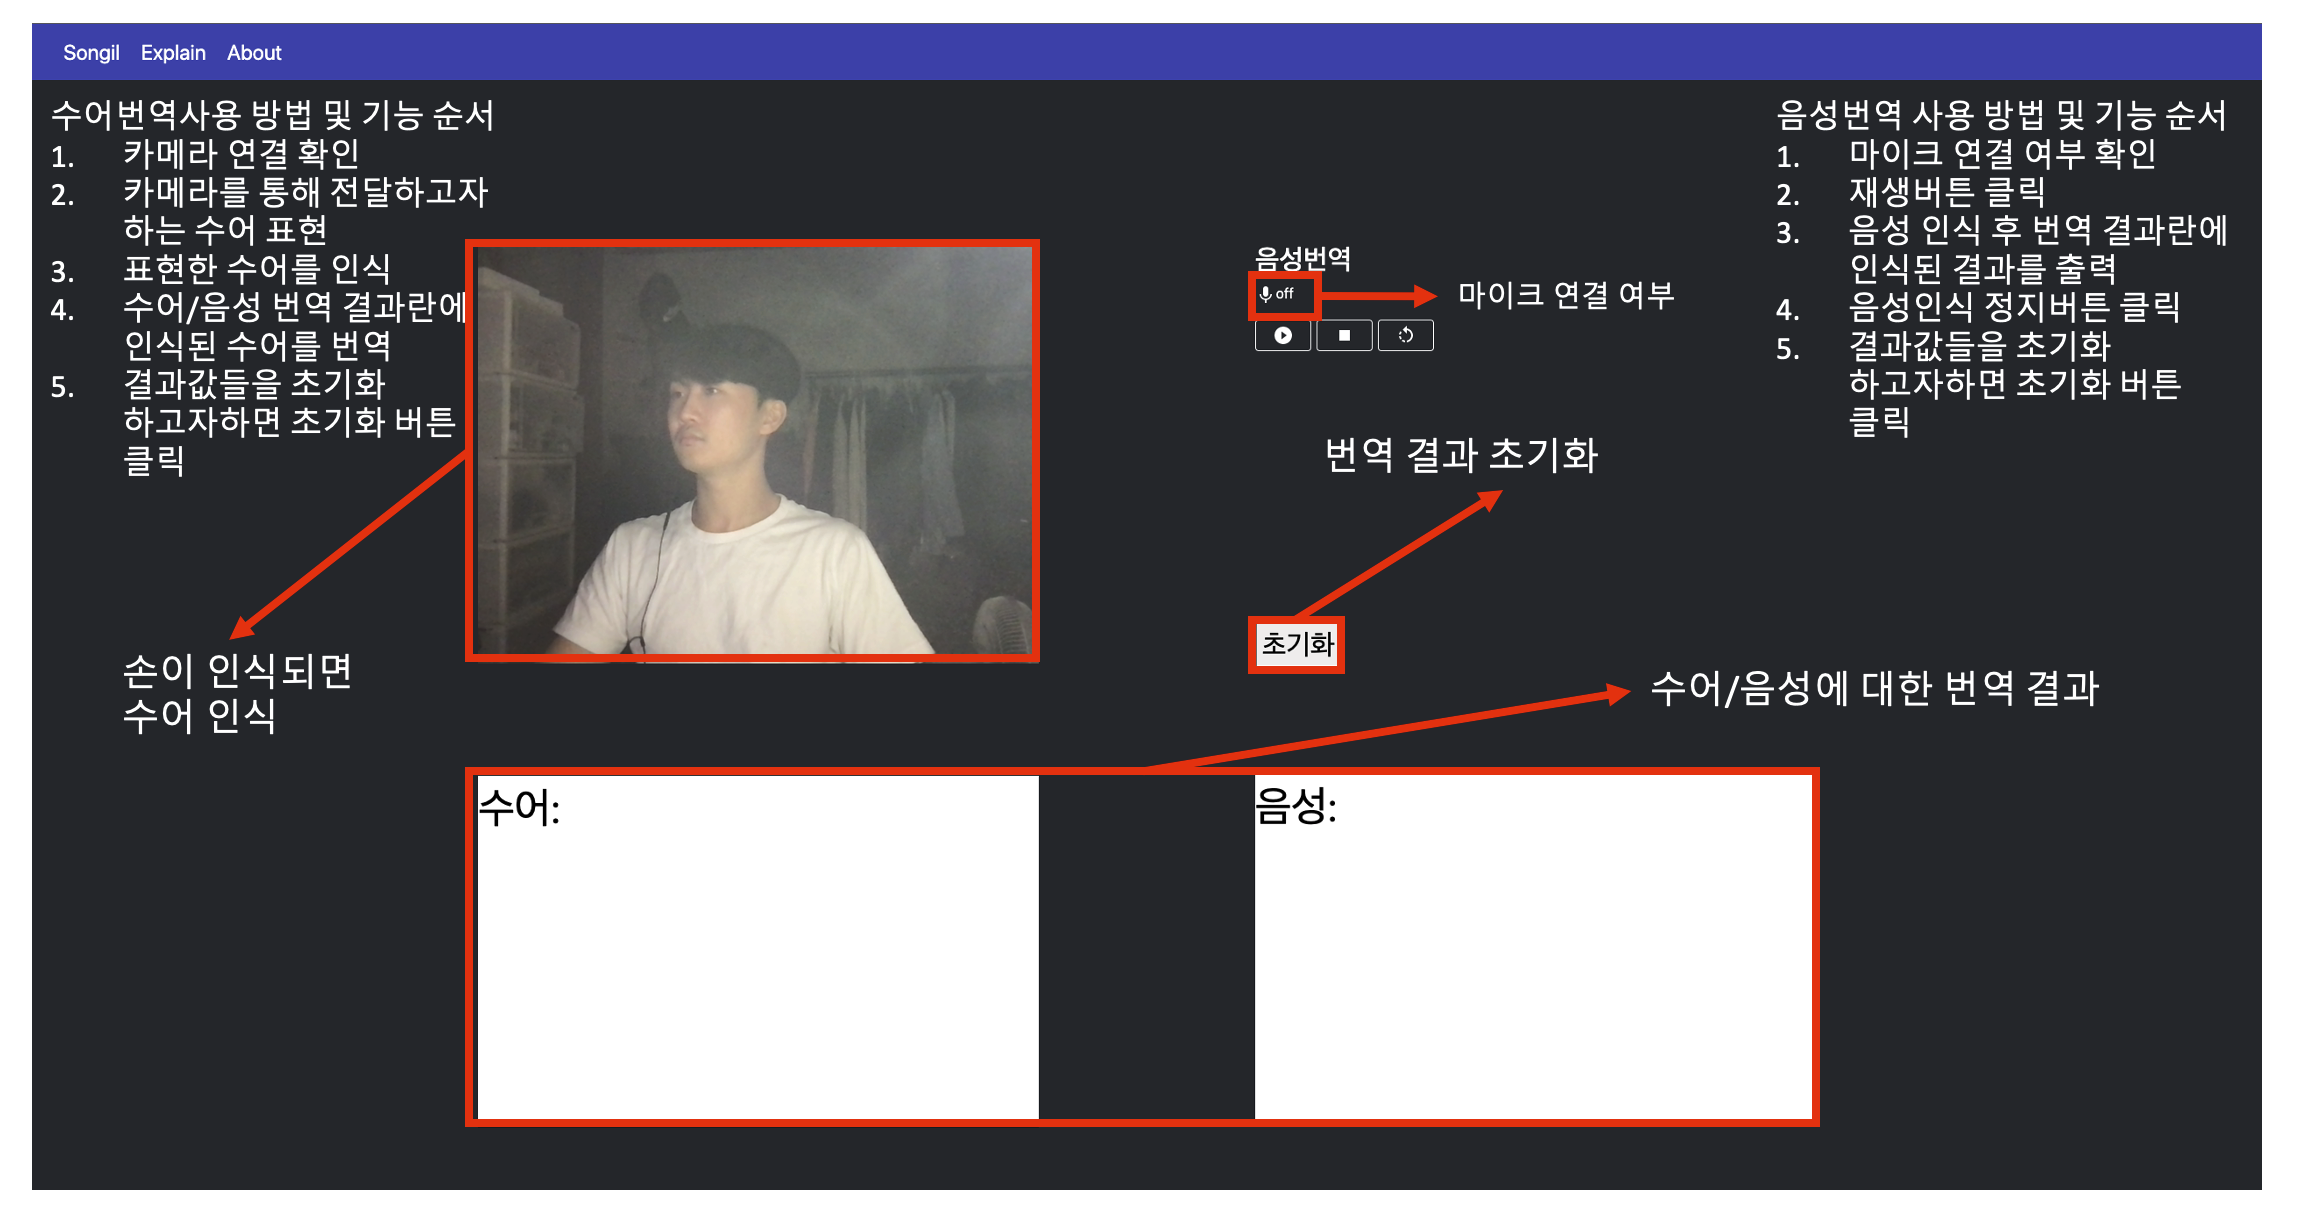 Songil Explain About
수어번역사용 방법 및 기능 순서
1. 카메라 연결 확인
2. 카메라를 통해 전달하고자
하는 수어 표현
3. 표현한 수어를 인식
4. 수어/음성 번역 결과란에
인식된 수어를 번역
5. 결과값들을 초기화
하고자하면 초기화 버튼
클릭
손이 인식되면
수어 인식
음성번역
off
마이크 연결 여부
번역 결과 초기화
초기화
수어/음성에 대한 번역 결과
음성번역 사용 방법 및 기능 순서
1. 마이크 연결 여부 확인
2. 재생버튼 클릭
3. 음성 인식 후 번역 결과란에
인식된 결과를 출력
4. 음성인식 정지버튼 클릭
5. 결과값들을 초기화
하고자하면 초기화 버튼
클릭
수어:
음성: